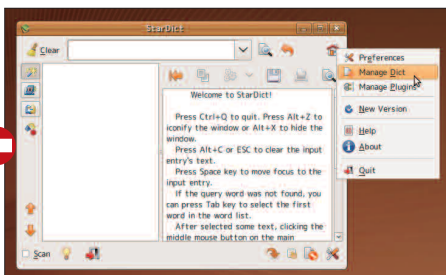 StarDict
Clear
Welcome to StarDict!
Press Ctrl+Q to quit. Press Alt+Z to
iconify the window or Alt+X to hide the
window.
Press Alt+C or ESC to clear the input
entry's text.
Press Space key to move focus to the
input entry.
If the query word was not found, you
can press Tab key to select the first
word in the word list.
After selected some text, clicking the
middle mouse button on the main
Scan
Preferences
Manage Dict
Manage Plugins
New Version
Help
About
Quit